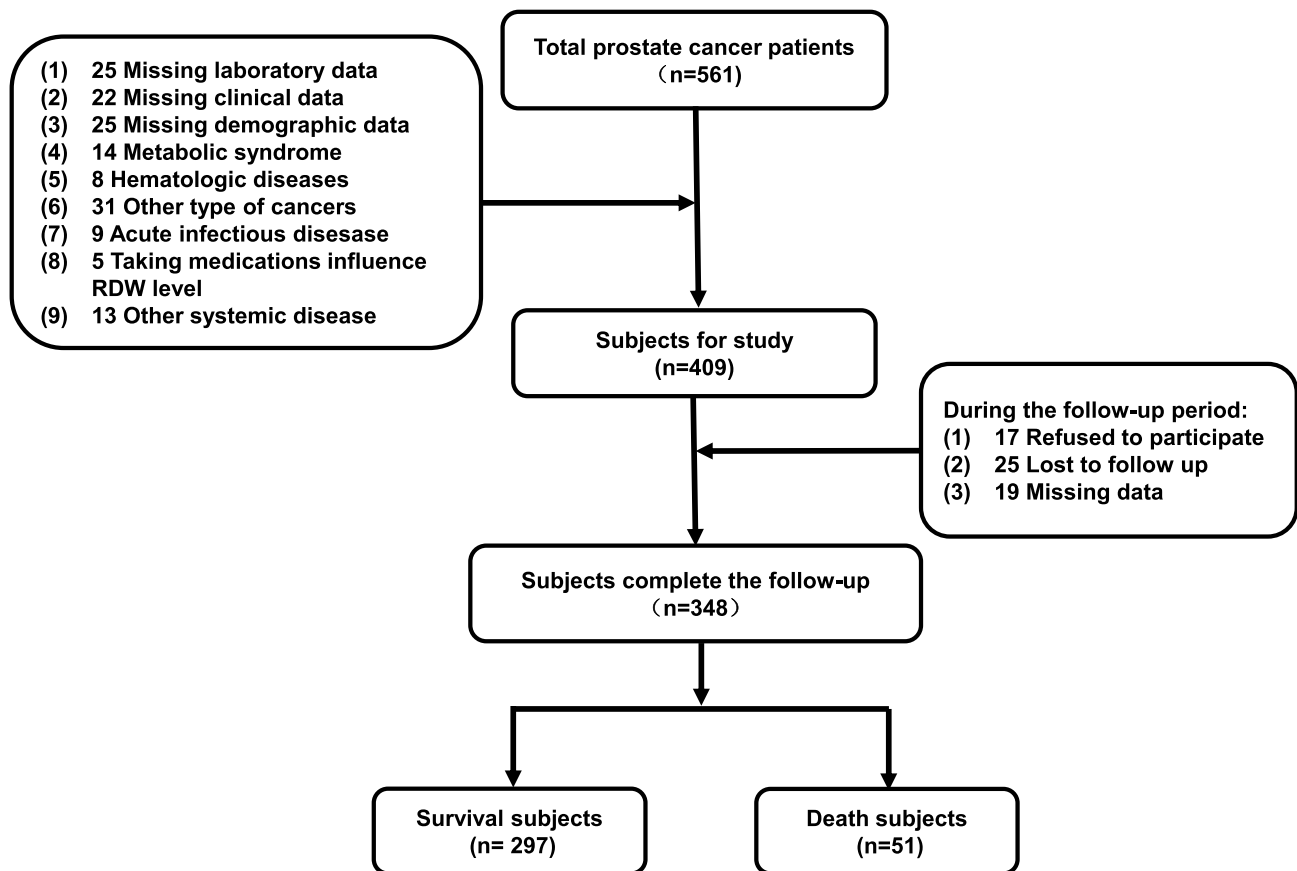 Total prostate cancer patients
（n=561）
(1) 25 Missing laboratory data
(2) 22 Missing clinical data
(3) 25 Missing demographic data
(4) 14 Metabolic syndrome
(5) 8 Hematologic diseases
(6) 31 Other type of cancers
(7) 9 Acute infectious disesase
(8) 5 Taking medications influence
RDW level
(9) 13 Other systemic disease
Subjects for study
(n=409)
During the follow-up period:
(1) 17 Refused to participate
(2) 25 Lost to follow up
(3) 19 Missing data
Subjects complete the follow-up
（n=348）
Survival subjects
(n= 297)
Death subjects
(n=51)